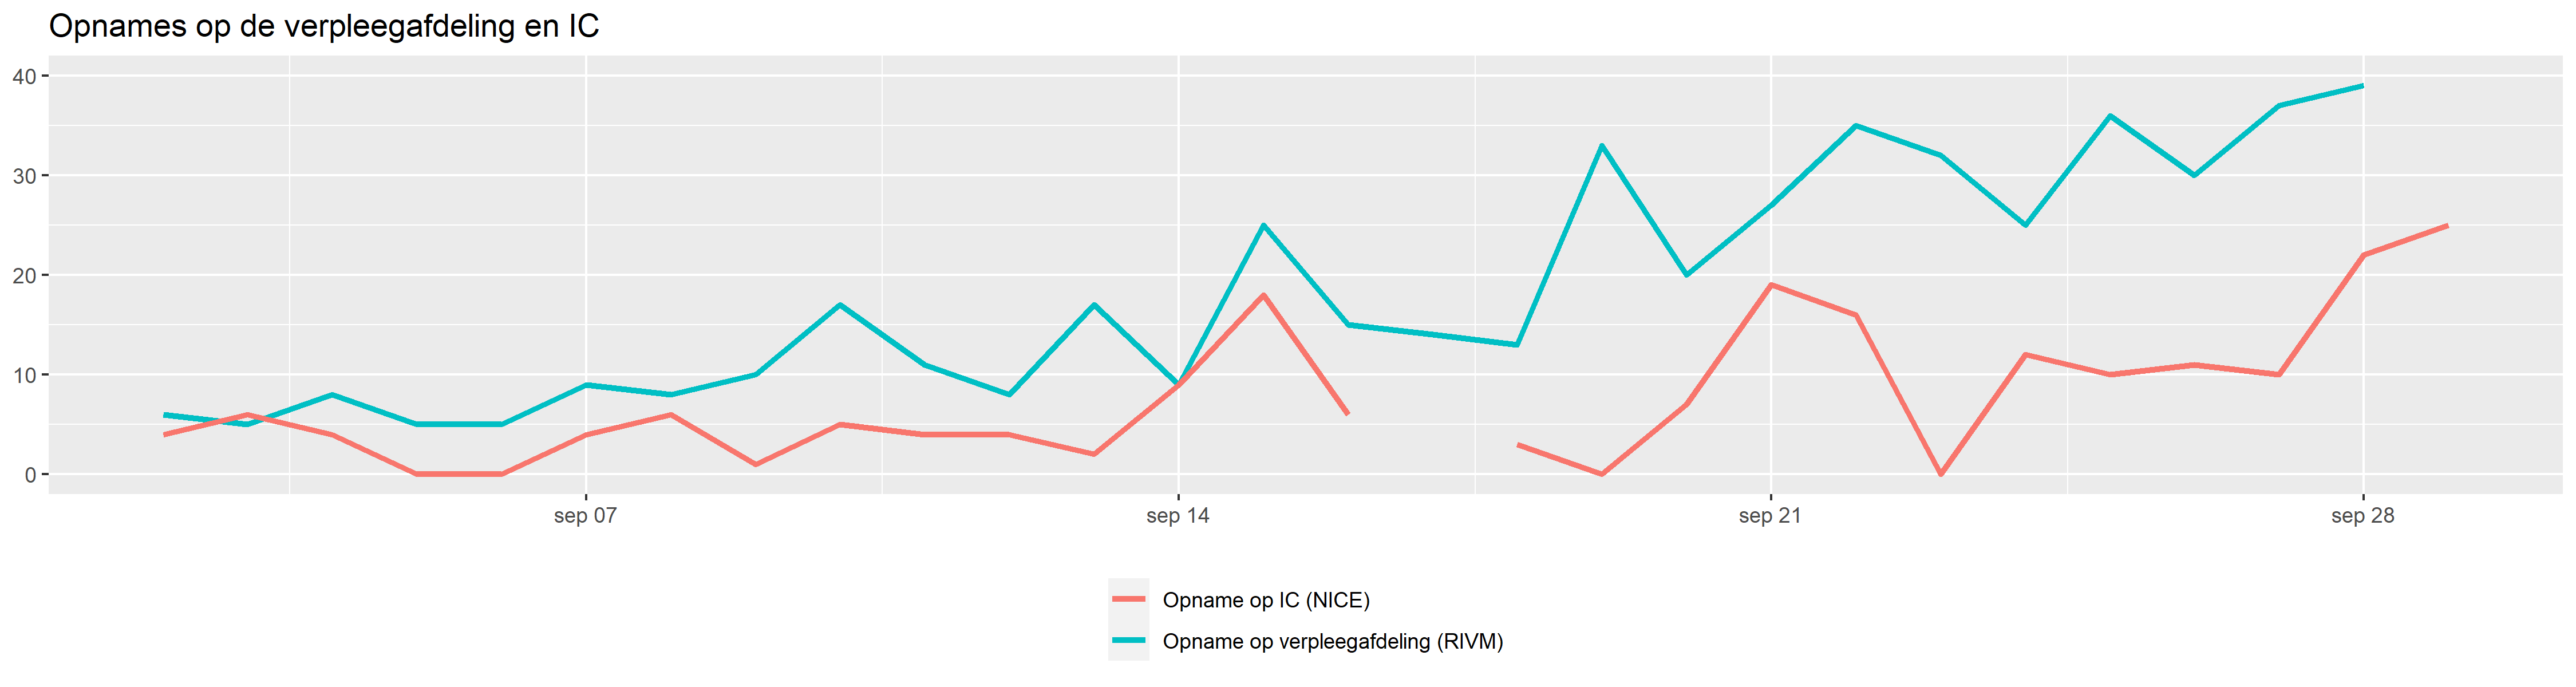 Opnames op de verpleegafdeling en IC
40
30
20
10
0
sep 07 sep 14 sep 21 sep 28
Opname op IC (NICE)
Opname op verpleegafdeling (RIVM)